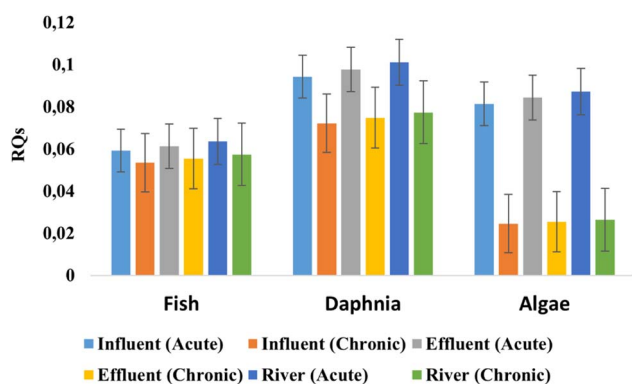 0,12
0,1
0,08
0,06
0,04
0,02
0
RQs
Fish Daphnia Algae
Influent (Acute) Influent (Chronic) Effluent (Acute)
Effluent (Chronic) River (Acute) River (Chronic)